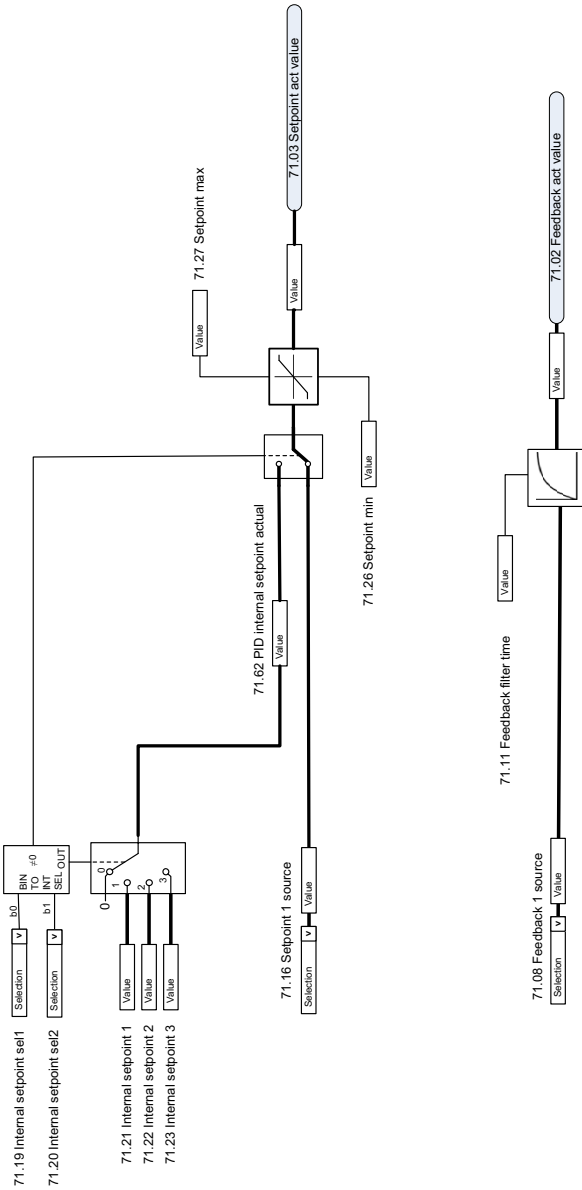 71.19 Internal setpoint sel1
Selection
v
b0
71.20 Internal setpoint sel2
Selection
v
b1
BIN
TO
INT
SEL
≠0
OUT
0
0
1
2
3
71.21 Internal setpoint 1
Value
71.22 Internal setpoint 2
Value
71.23 Internal setpoint 3
Value
71.62 PID internal setpoint actual
Value
71.16 Setpoint 1 source
Selection
v
Value
71.27 Setpoint max
Value
71.26 Setpoint min
Value
Value
71.03 Setpoint act value
71.11 Feedback filter time
Value
71.08 Feedback 1 source
Selection
v
Value
Value
71.02 Feedback act value